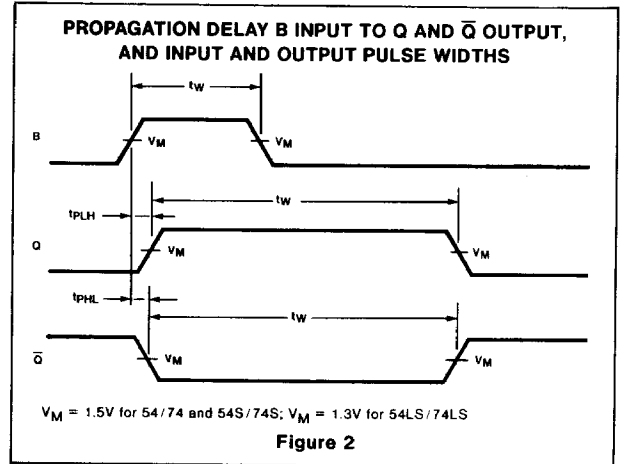 PROPAGATION DELAY B INPUT TO Q AND Q̅ OUTPUT,
AND INPUT AND OUTPUT PULSE WIDTHS
tW
B
VM
VM
tW
tPLH
Q
VM
VM
tPHL
tW
Q̅
VM
VM
VM = 1.5V for 54/74 and 54S/74S; VM = 1.3V for 54LS/74LS
Figure 2